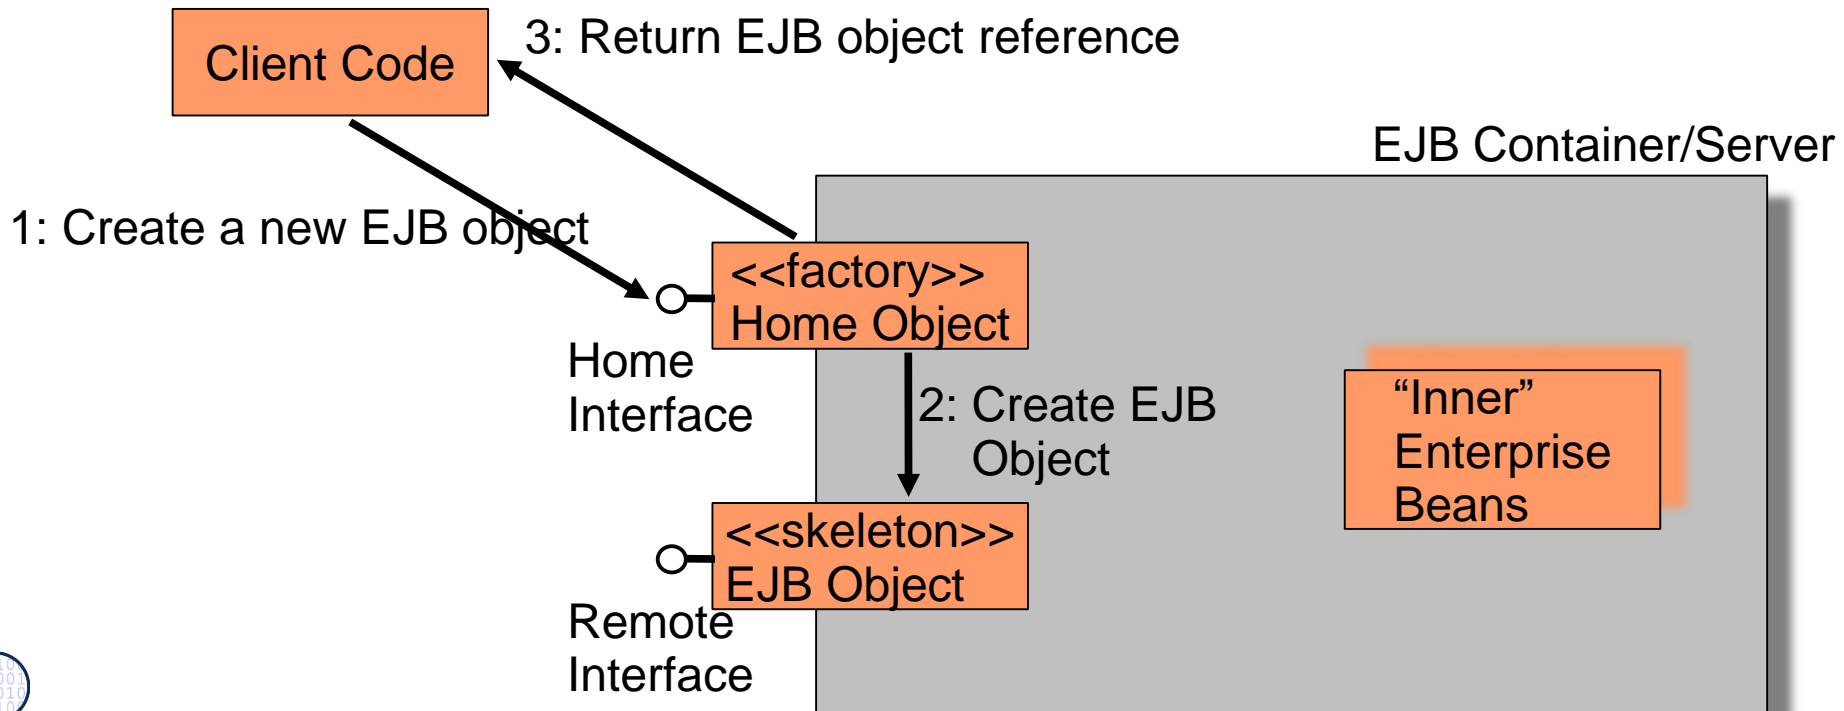 3: Return EJB object reference
Client Code
EJB Container/Server
1: Create a new EJB object
<<factory>>
Home Object
Home
Interface
2: Create EJB
Object
“Inner”
Enterprise
Beans
<<skeleton>>
EJB Object
Remote
Interface